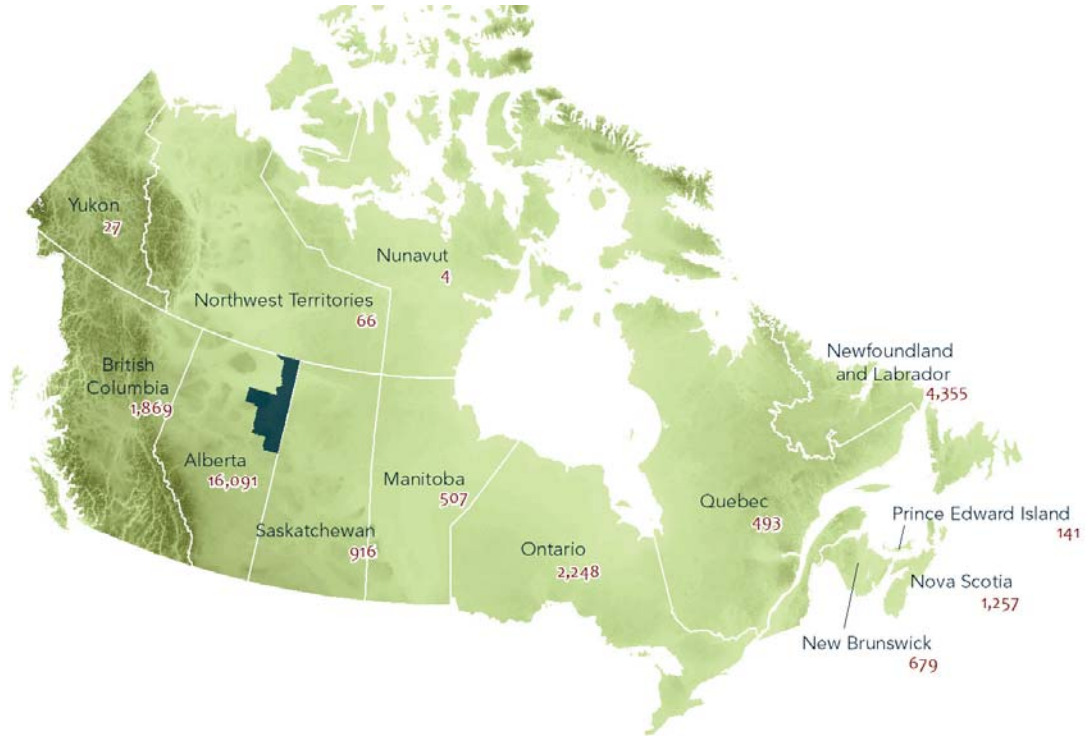 Yukon
27
Nunavut
4
Northwest Territories
66
British
Columbia
1,869
Newfoundland
and Labrador
4,355
Alberta
16,091
Manitoba
507
Quebec
493
Prince Edward Island
141
Saskatchewan
916
Ontario
2,248
Nova Scotia
1,257
New Brunswick
679